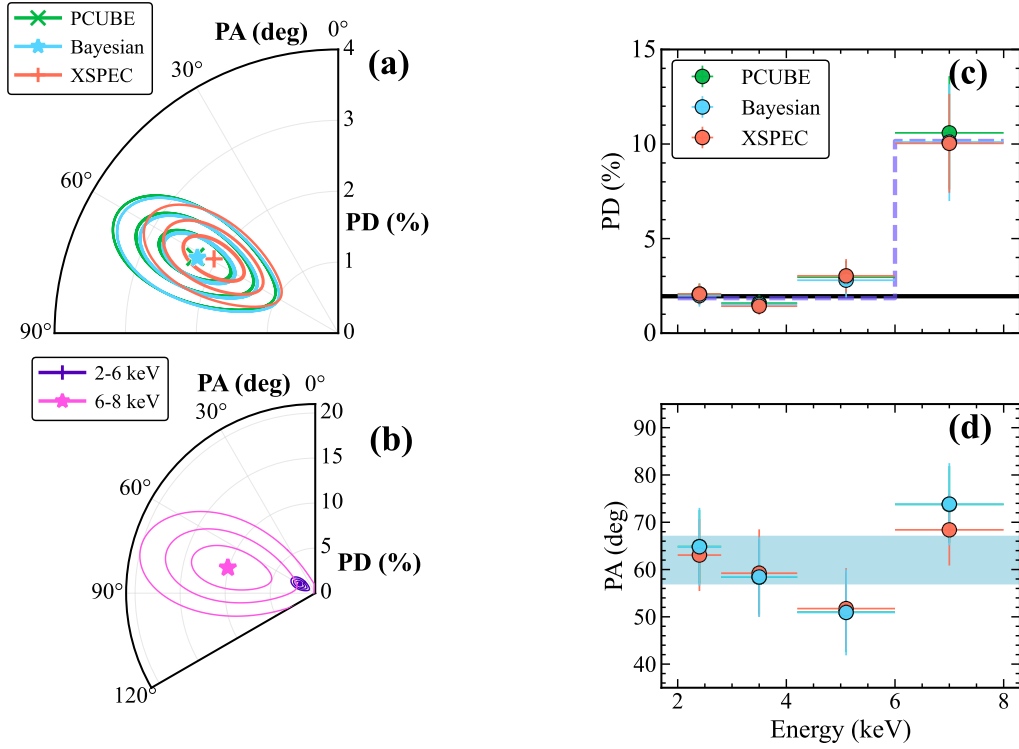 PCUBE
Bayesian
XSPEC
PA (deg)
0°
30°
60°
90°
(a)
4
3
2
1
0
PD (%)
2-6 keV
6-8 keV
PA (deg)
0°
30°
60°
90°
120°
(b)
20
15
10
5
0
PD (%)
(c)
PCUBE
Bayesian
XSPEC
PD (%)
15
10
5
0
(d)
PA (deg)
90
80
70
60
50
40
2
4
6
8
Energy (keV)